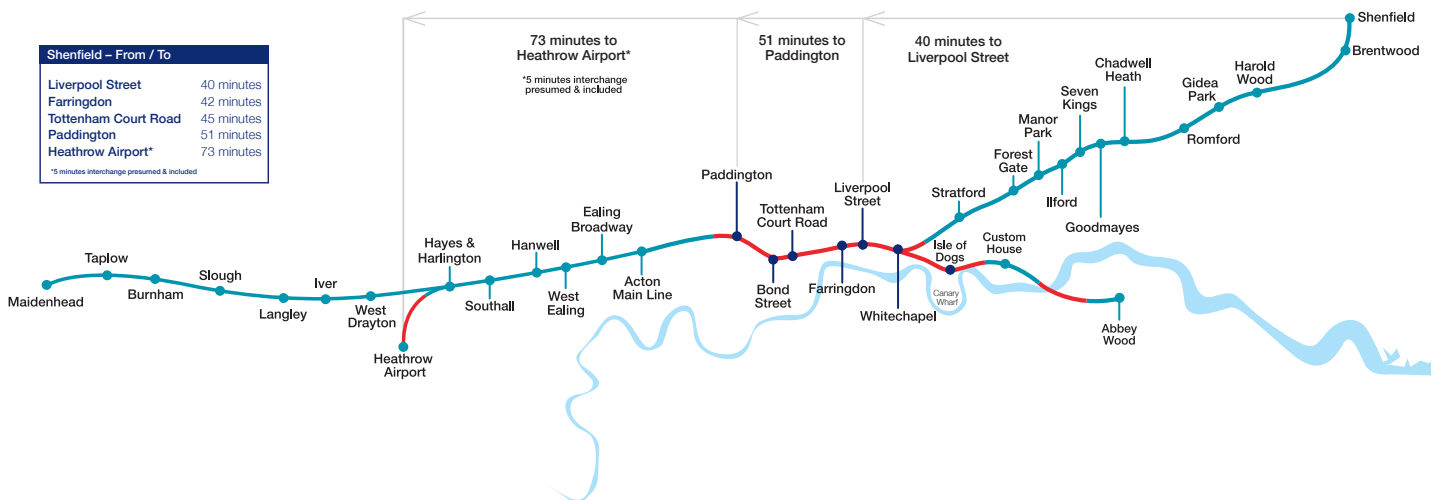 Shenfield – From / To
Liverpool Street 40 minutes
Farringdon 42 minutes
Tottenham Court Road 45 minutes
Paddington 51 minutes
Heathrow Airport* 73 minutes
*5 minutes interchange presumed & included
73 minutes to
Heathrow Airport*
*5 minutes interchange
presumed & included
51 minutes to
Paddington
40 minutes to
Liverpool Street
Shenfield
Brentwood
Harold
Wood
Gidea
Park
Romford
Chadwell
Heath
Goodmayes
Seven
Kings
Ilford
Manor
Park
Forest
Gate
Stratford
Maidenhead
Taplow
Burnham
Slough
Langley
Iver
West
Drayton
Heathrow
Airport
Hayes &
Harlington
Southall
Hanwell
West
Ealing
Ealing
Broadway
Acton
Main Line
Paddington
Bond
Street
Tottenham
Court Road
Farringdon
Liverpool
Street
Whitechapel
Isle of
Dogs
Canary
Wharf
Custom
House
Abbey
Wood